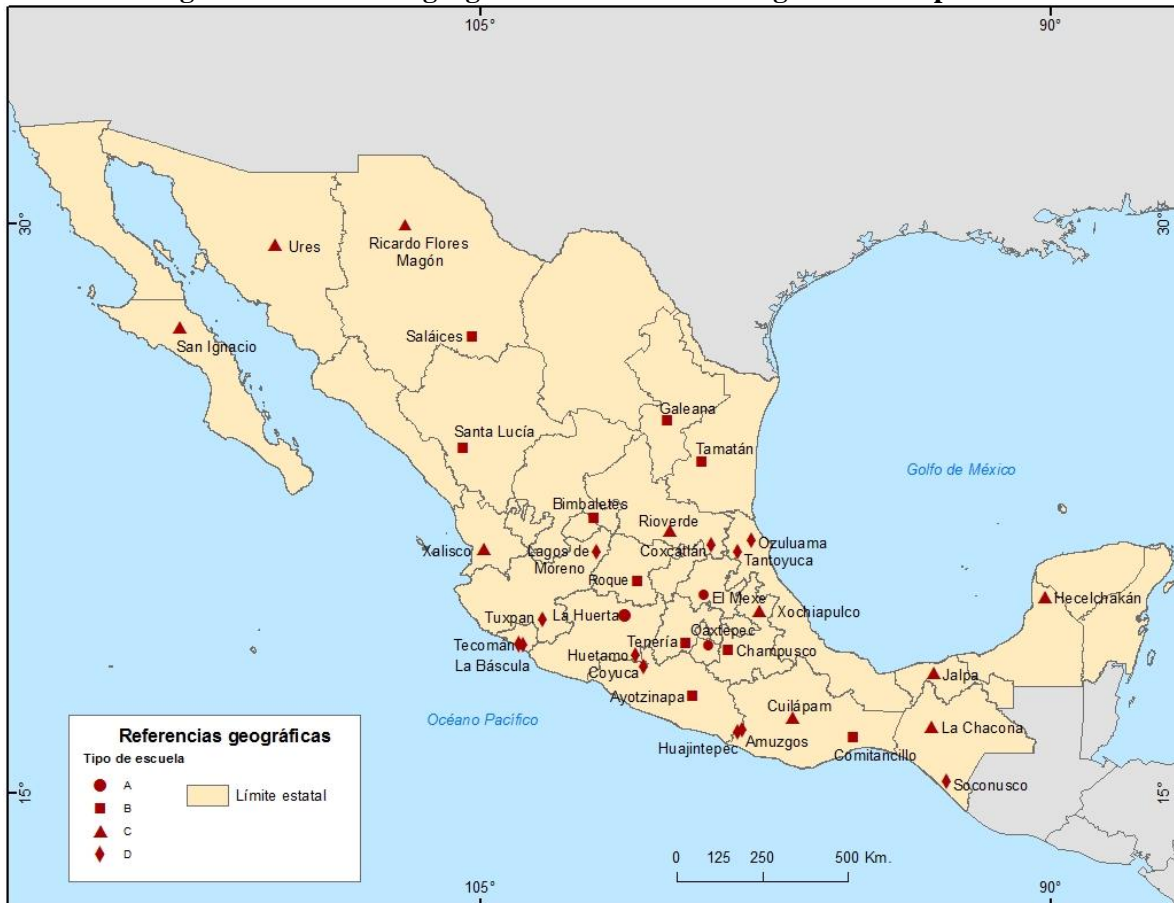 105°
90°
30°
30°
Ures
Ricardo Flores
Magón
San Ignacio
Saláices
Galeana
Santa Lucía
Tamatán
Golfo de México
Bimbaletes
Rioverde
Xalisco
Lagos de
Moreno
Coxcatlán
Ozuluama
Tantoyuca
Roque
El Mexe
Hecelchakán
Tuxpan
La Huerta
Xochiapulco
Oaxtepec
Tecomán
Tenería
Champusco
La Báscula
Huetamo
Coyuca
Jalpa
Ayotzinapa
Cuilápam
Océano Pacífico
La Chacona
Huajintepec
Amuzgos
Comitancillo
Soconusco
15°
15°
Referencias geográficas
Tipo de escuela
A
B
C
D
Límite estatal
0 125 250 500 Km.
105°
90°